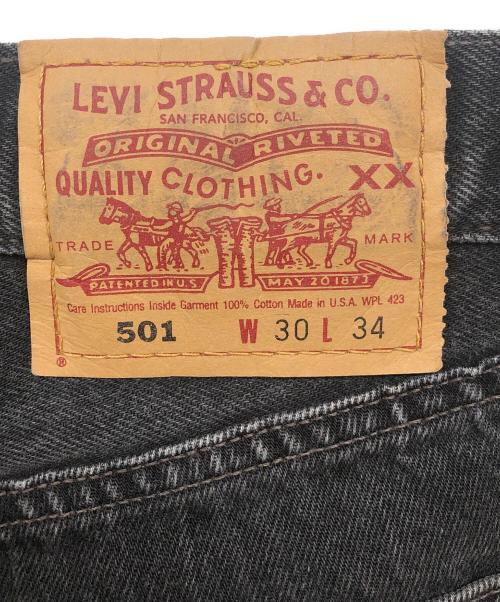 LEVI STRAUSS & CO.
SAN FRANCISCO, CAL.
ORIGINAL RIVETED
QUALITY CLOTHING. XX
TRADE MARK
PATENTED IN U.S. MAY 20 1873
Care Instructions Inside Garment 100% Cotton Made in U.S.A. WPL 423
501 W 30 L 34
®